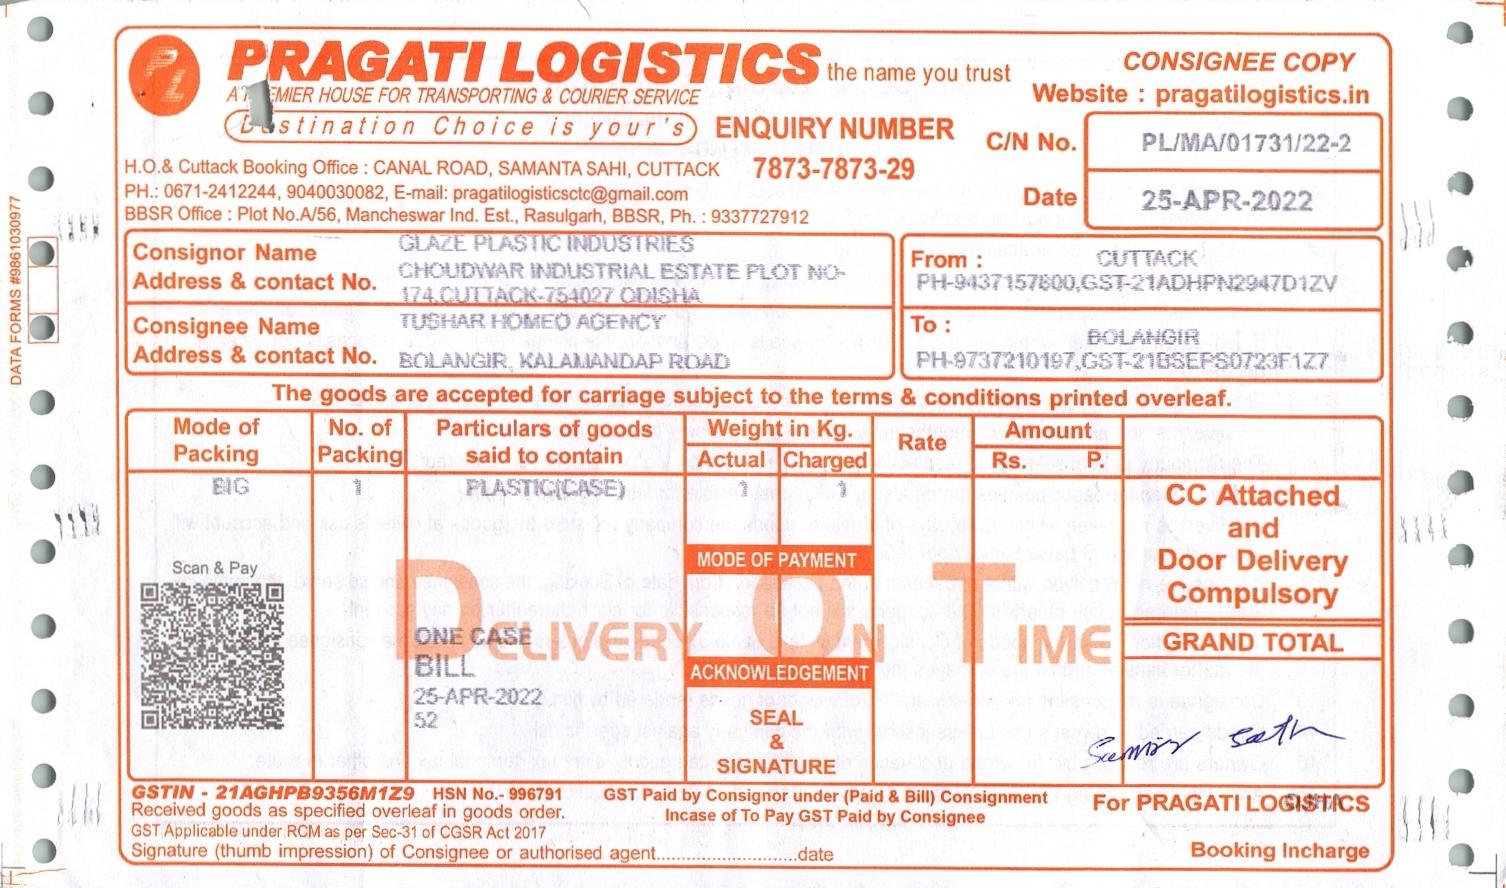 PRAGATI LOGISTICS the name you trust
A PREMIER HOUSE FOR TRANSPORTING & COURIER SERVICE
Destination Choice is your's
ENQUIRY NUMBER
7873-7873-29
CONSIGNEE COPY
Website : pragatilogistics.in
C/N No. PL/MA/01731/22-2
Date 25-APR-2022
H.O.& Cuttack Booking Office : CANAL ROAD, SAMANTA SAHI, CUTTACK
PH.: 0671-2412244, 9040030082, E-mail: pragatilogisticsctc@gmail.com
BBSR Office : Plot No.A/56, Mancheswar Ind. Est., Rasulgarh, BBSR, Ph. : 9337727912
DATA FORMS #9861030977
Consignor Name
Address & contact No.
GLAZE PLASTIC INDUSTRIES
CHOUDWAR INDUSTRIAL ESTATE PLOT NO-
174,CUTTACK-754027 ODISHA
From : CUTTACK
PH-9437157800,GST-21ADHPN2947D1ZV
Consignee Name
Address & contact No.
TUSHAR HOMEO AGENCY
BOLANGIR, KALAMANDAP ROAD
To : BOLANGIR
PH-9737210197,GST-21BSEPS0723F1Z7
The goods are accepted for carriage subject to the terms & conditions printed overleaf.
Mode of Packing
No. of Packing
Particulars of goods said to contain
Weight in Kg.
Actual Charged
Rate
Amount
Rs. P.
BIG 1 PLASTIC(CASE) 1 1
CC Attached
and
Door Delivery
Compulsory
GRAND TOTAL
Scan & Pay
MODE OF PAYMENT
DELIVERY ON TIME
ONE CASE
BILL
25-APR-2022
52
ACKNOWLEDGEMENT
SEAL
&
SIGNATURE
GSTIN - 21AGHPB9356M1Z9 HSN No.- 996791
Received goods as specified overleaf in goods order.
GST Applicable under RCM as per Sec-31 of CGSR Act 2017
Signature (thumb impression) of Consignee or authorised agent..............................date
GST Paid by Consignor under (Paid & Bill) Consignment
Incase of To Pay GST Paid by Consignee
For PRAGATI LOGISTICS
Booking Incharge